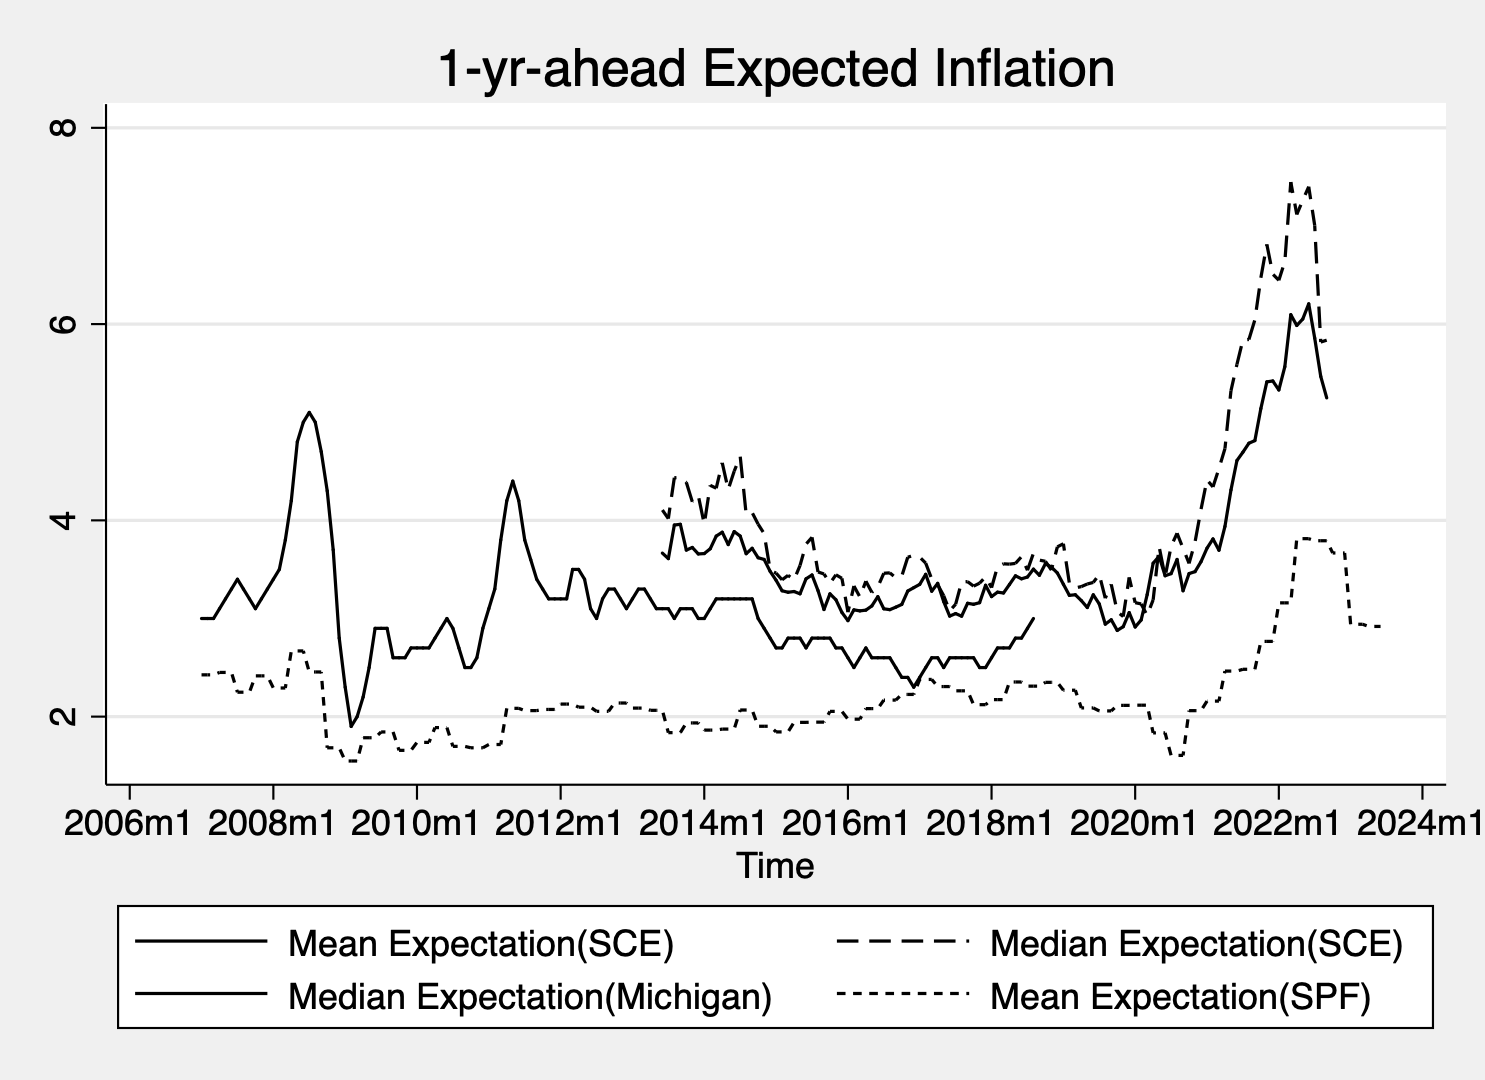 1-yr-ahead Expected Inflation
8
6
4
2
2006m1 2008m1 2010m1 2012m1 2014m1 2016m1 2018m1 2020m1 2022m1 2024m1
Time
Mean Expectation(SCE) Median Expectation(SCE)
Median Expectation(Michigan) Mean Expectation(SPF)